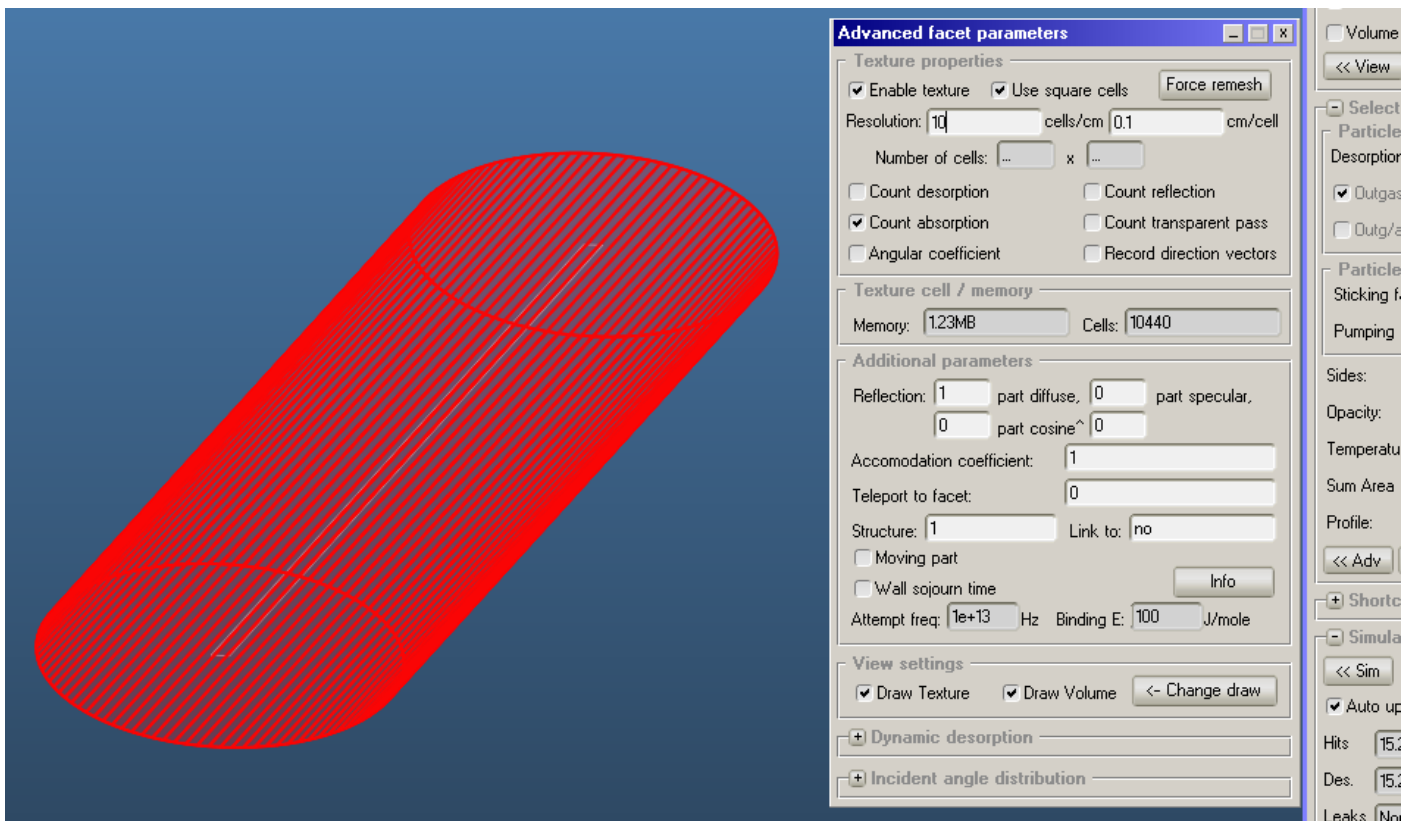 Advanced facet parameters
Texture properties
Enable texture Use square cells Force remesh
Resolution: 10 cells/cm 0.1 cm/cell
Number of cells: ... x ...
Count desorption Count reflection
Count absorption Count transparent pass
Angular coefficient Record direction vectors
Texture cell / memory
Memory: 1.23MB Cells: 10440
Additional parameters
Reflection: 1 part diffuse, 0 part specular,
0 part cosine^ 0
Accomodation coefficient: 1
Teleport to facet: 0
Structure: 1 Link to: no
Moving part
Wall sojourn time Info
Attempt freq: 1e+13 Hz Binding E: 100 J/mole
View settings
Draw Texture Draw Volume <- Change draw
Dynamic desorption
Incident angle distribution
Volume
<< View
Select
Particle
Desorption
Outgas
Outg/a
Particle
Sticking fa
Pumping
Sides:
Opacity:
Temperatu
Sum Area
Profile:
<< Adv
Shortc
Simula
<< Sim
Auto up
Hits 15.2
Des. 15.2
Leaks Nor